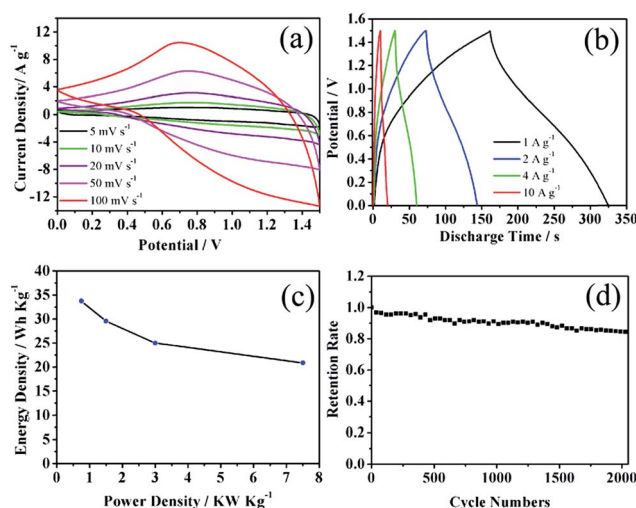 (a)
Current Density/ A g-1
12
8
4
0
-4
-8
-12
5 mV s-1
10 mV s-1
20 mV s-1
50 mV s-1
100 mV s-1
0.0 0.2 0.4 0.6 0.8 1.0 1.2 1.4
Potential / V
(b)
Potential / V
1.6
1.4
1.2
1.0
0.8
0.6
0.4
0.2
0.0
1 A g-1
2 A g-1
4 A g-1
10 A g-1
0 50 100 150 200 250 300 350
Discharge Time / s
(c)
Energy Density / Wh Kg-1
40
35
30
25
20
15
10
5
0
0 1 2 3 4 5 6 7 8
Power Density / KW Kg-1
(d)
Retention Rate
1.2
1.0
0.8
0.6
0.4
0.2
0.0
0 500 1000 1500 2000
Cycle Numbers